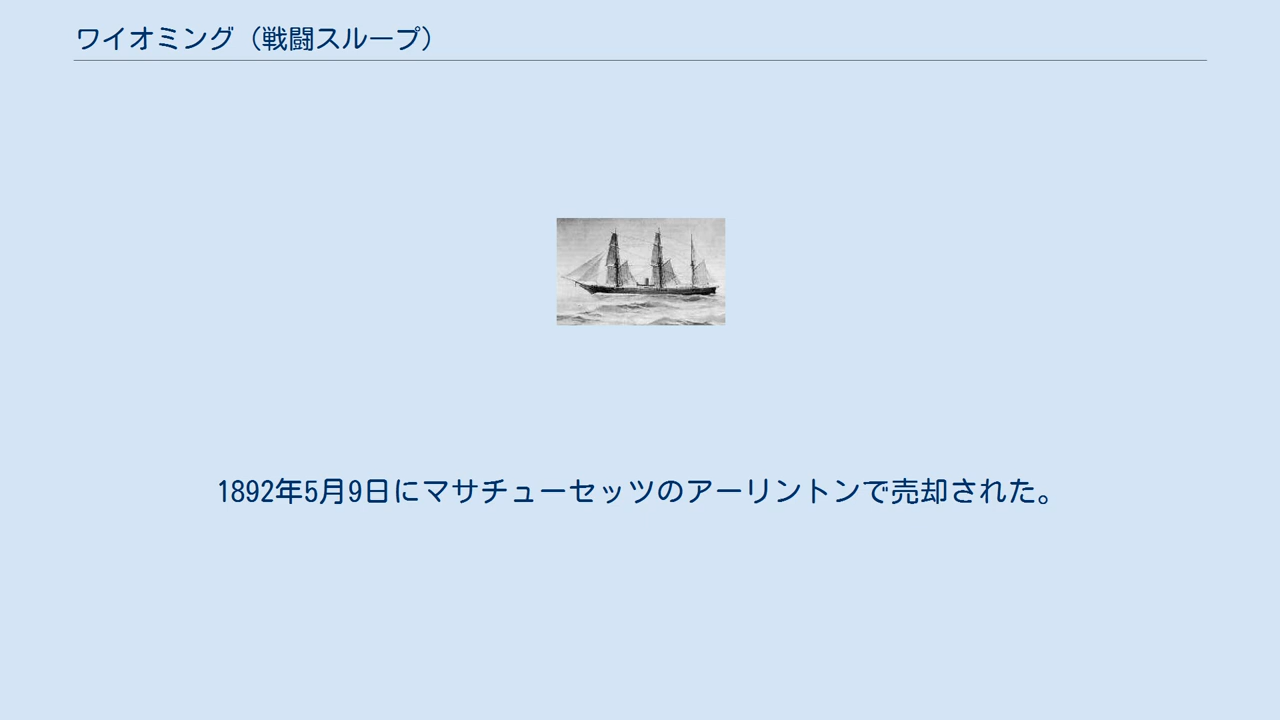 ワイオミング（戦闘スループ）
1892年5月9日にマサチューセッツのアーリントンで売却された。